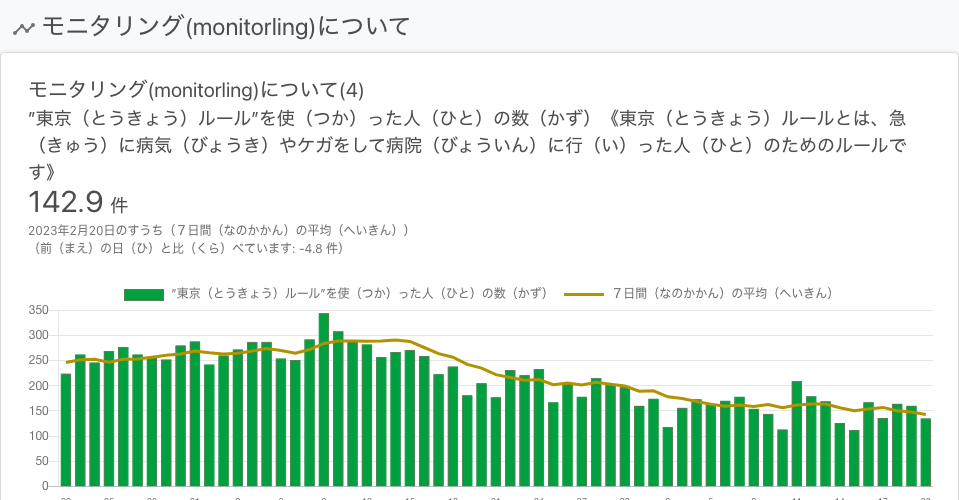 モニタリング(monitorling)について
モニタリング(monitorling)について(4)
”東京（とうきょう）ルール”を使（つか）った人（ひと）の数（かず）《東京（とうきょう）ルールとは、急
（きゅう）に病気（びょうき）やケガをして病院（びょういん）に行（い）った人（ひと）のためのルールで
す》
142.9 件
2023年2月20日のすうち（７日間（なのかかん）の平均（へいきん））
（前（まえ）の日（ひ）と比（くら）べています: -4.8 件）
”東京（とうきょう）ルール”を使（つか）った人（ひと）の数（かず） ７日間（なのかかん）の平均（へいきん）
350
300
250
200
150
100
50
0